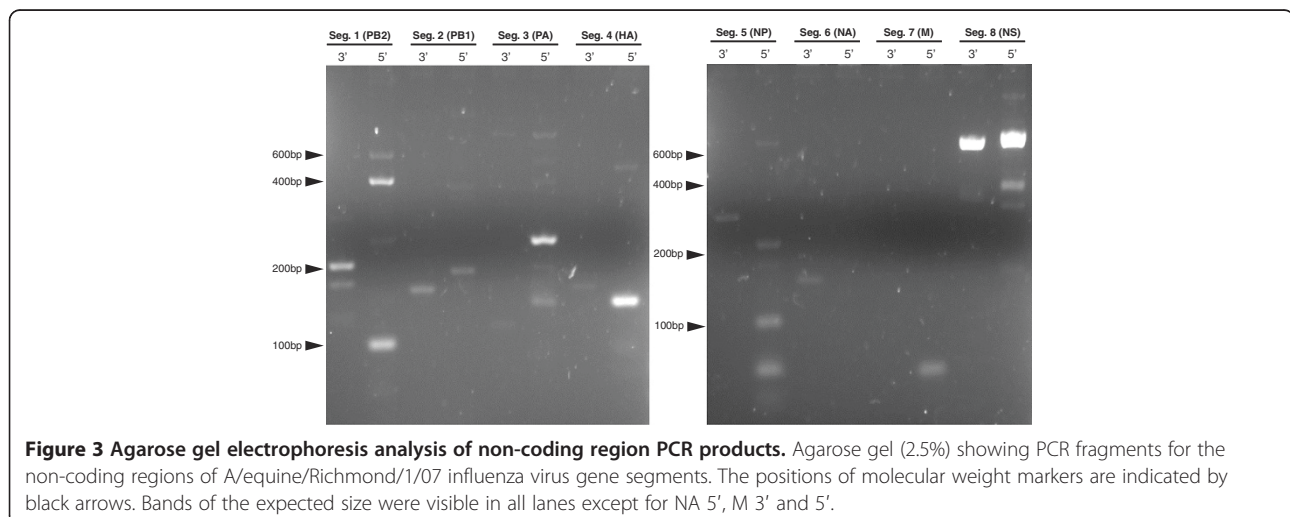 Seg. 1 (PB2) Seg. 2 (PB1) Seg. 3 (PA) Seg. 4 (HA)
3’ 5’ 3’ 5’ 3’ 5’ 3’ 5’
600bp
400bp
200bp
100bp
Seg. 5 (NP) Seg. 6 (NA) Seg. 7 (M) Seg. 8 (NS)
3’ 5’ 3’ 5’ 3’ 5’ 3’ 5’
600bp
400bp
200bp
100bp
Figure 3 Agarose gel electrophoresis analysis of non-coding region PCR products. Agarose gel (2.5%) showing PCR fragments for the
non-coding regions of A/equine/Richmond/1/07 influenza virus gene segments. The positions of molecular weight markers are indicated by
black arrows. Bands of the expected size were visible in all lanes except for NA 5′, M 3′ and 5′.